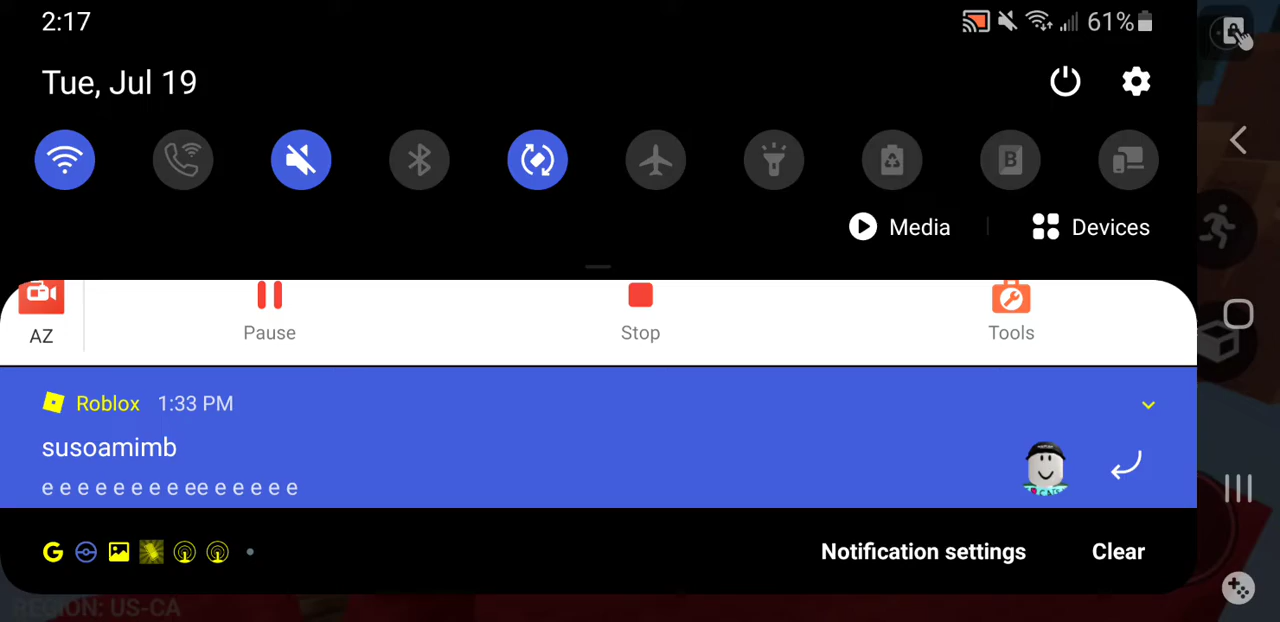 2:17
61%
Tue, Jul 19
B
Media
Devices
AZ
Pause
Stop
Tools
Roblox 1:33 PM
susoamimb
e e e e e e e e ee e e e e e
G
Notification settings
Clear
REGION: US-CA